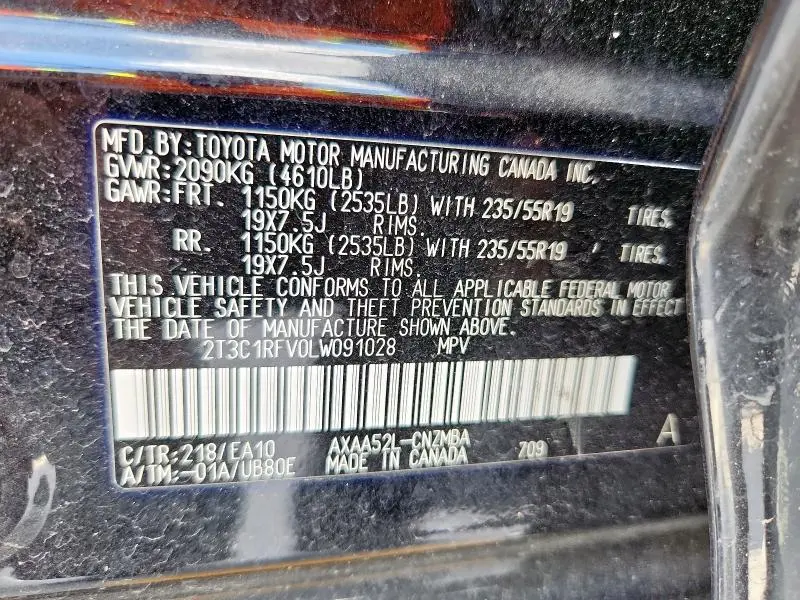 MFD.BY:TOYOTA MOTOR MANUFACTURING CANADA INC.
GVWR:2090KG (4610LB)
GAWR:FRT. 1150KG (2535LB) WITH 235/55R19 TIRES.
19X7.5J RIMS.
RR. 1150KG (2535LB) WITH 235/55R19 TIRES.
19X7.5J RIMS.
THIS VEHICLE CONFORMS TO ALL APPLICABLE FEDERAL MOTOR
VEHICLE SAFETY AND THEFT PREVENTION STANDARDS IN EFFECT
THE DATE OF MANUFACTURE SHOWN ABOVE.
2T3C1RFV0LW091028 MPV
C/TR:218/EA10 AXAA52L-CNZMBA 709 A
A/TM:-01A/UB80E MADE IN CANADA